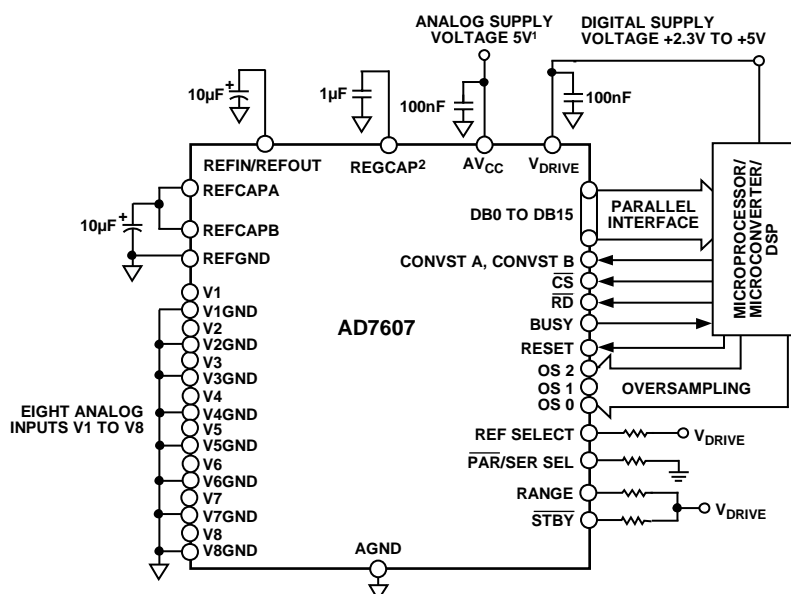 ANALOG SUPPLY
VOLTAGE 5V¹
DIGITAL SUPPLY
VOLTAGE +2.3V TO +5V
10µF
+
1µF
100nF
100nF
REFIN/REFOUT
REGCAP²
AVCC
VDRIVE
REFCAPA
10µF
+
REFCAPB
REFGND
V1
V1GND
V2
V2GND
V3
V3GND
V4
V4GND
V5
V5GND
V6
V6GND
V7
V7GND
V8
V8GND
EIGHT ANALOG
INPUTS V1 TO V8
AD7607
AGND
DB0 TO DB15
PARALLEL
INTERFACE
CONVST A, CONVST B
CS
RD
BUSY
RESET
OS 2
OS 1
OS 0
OVERSAMPLING
REF SELECT
VDRIVE
PAR/SER SEL
RANGE
STBY
VDRIVE
MICROPROCESSOR/
MICROCONVERTER/
DSP